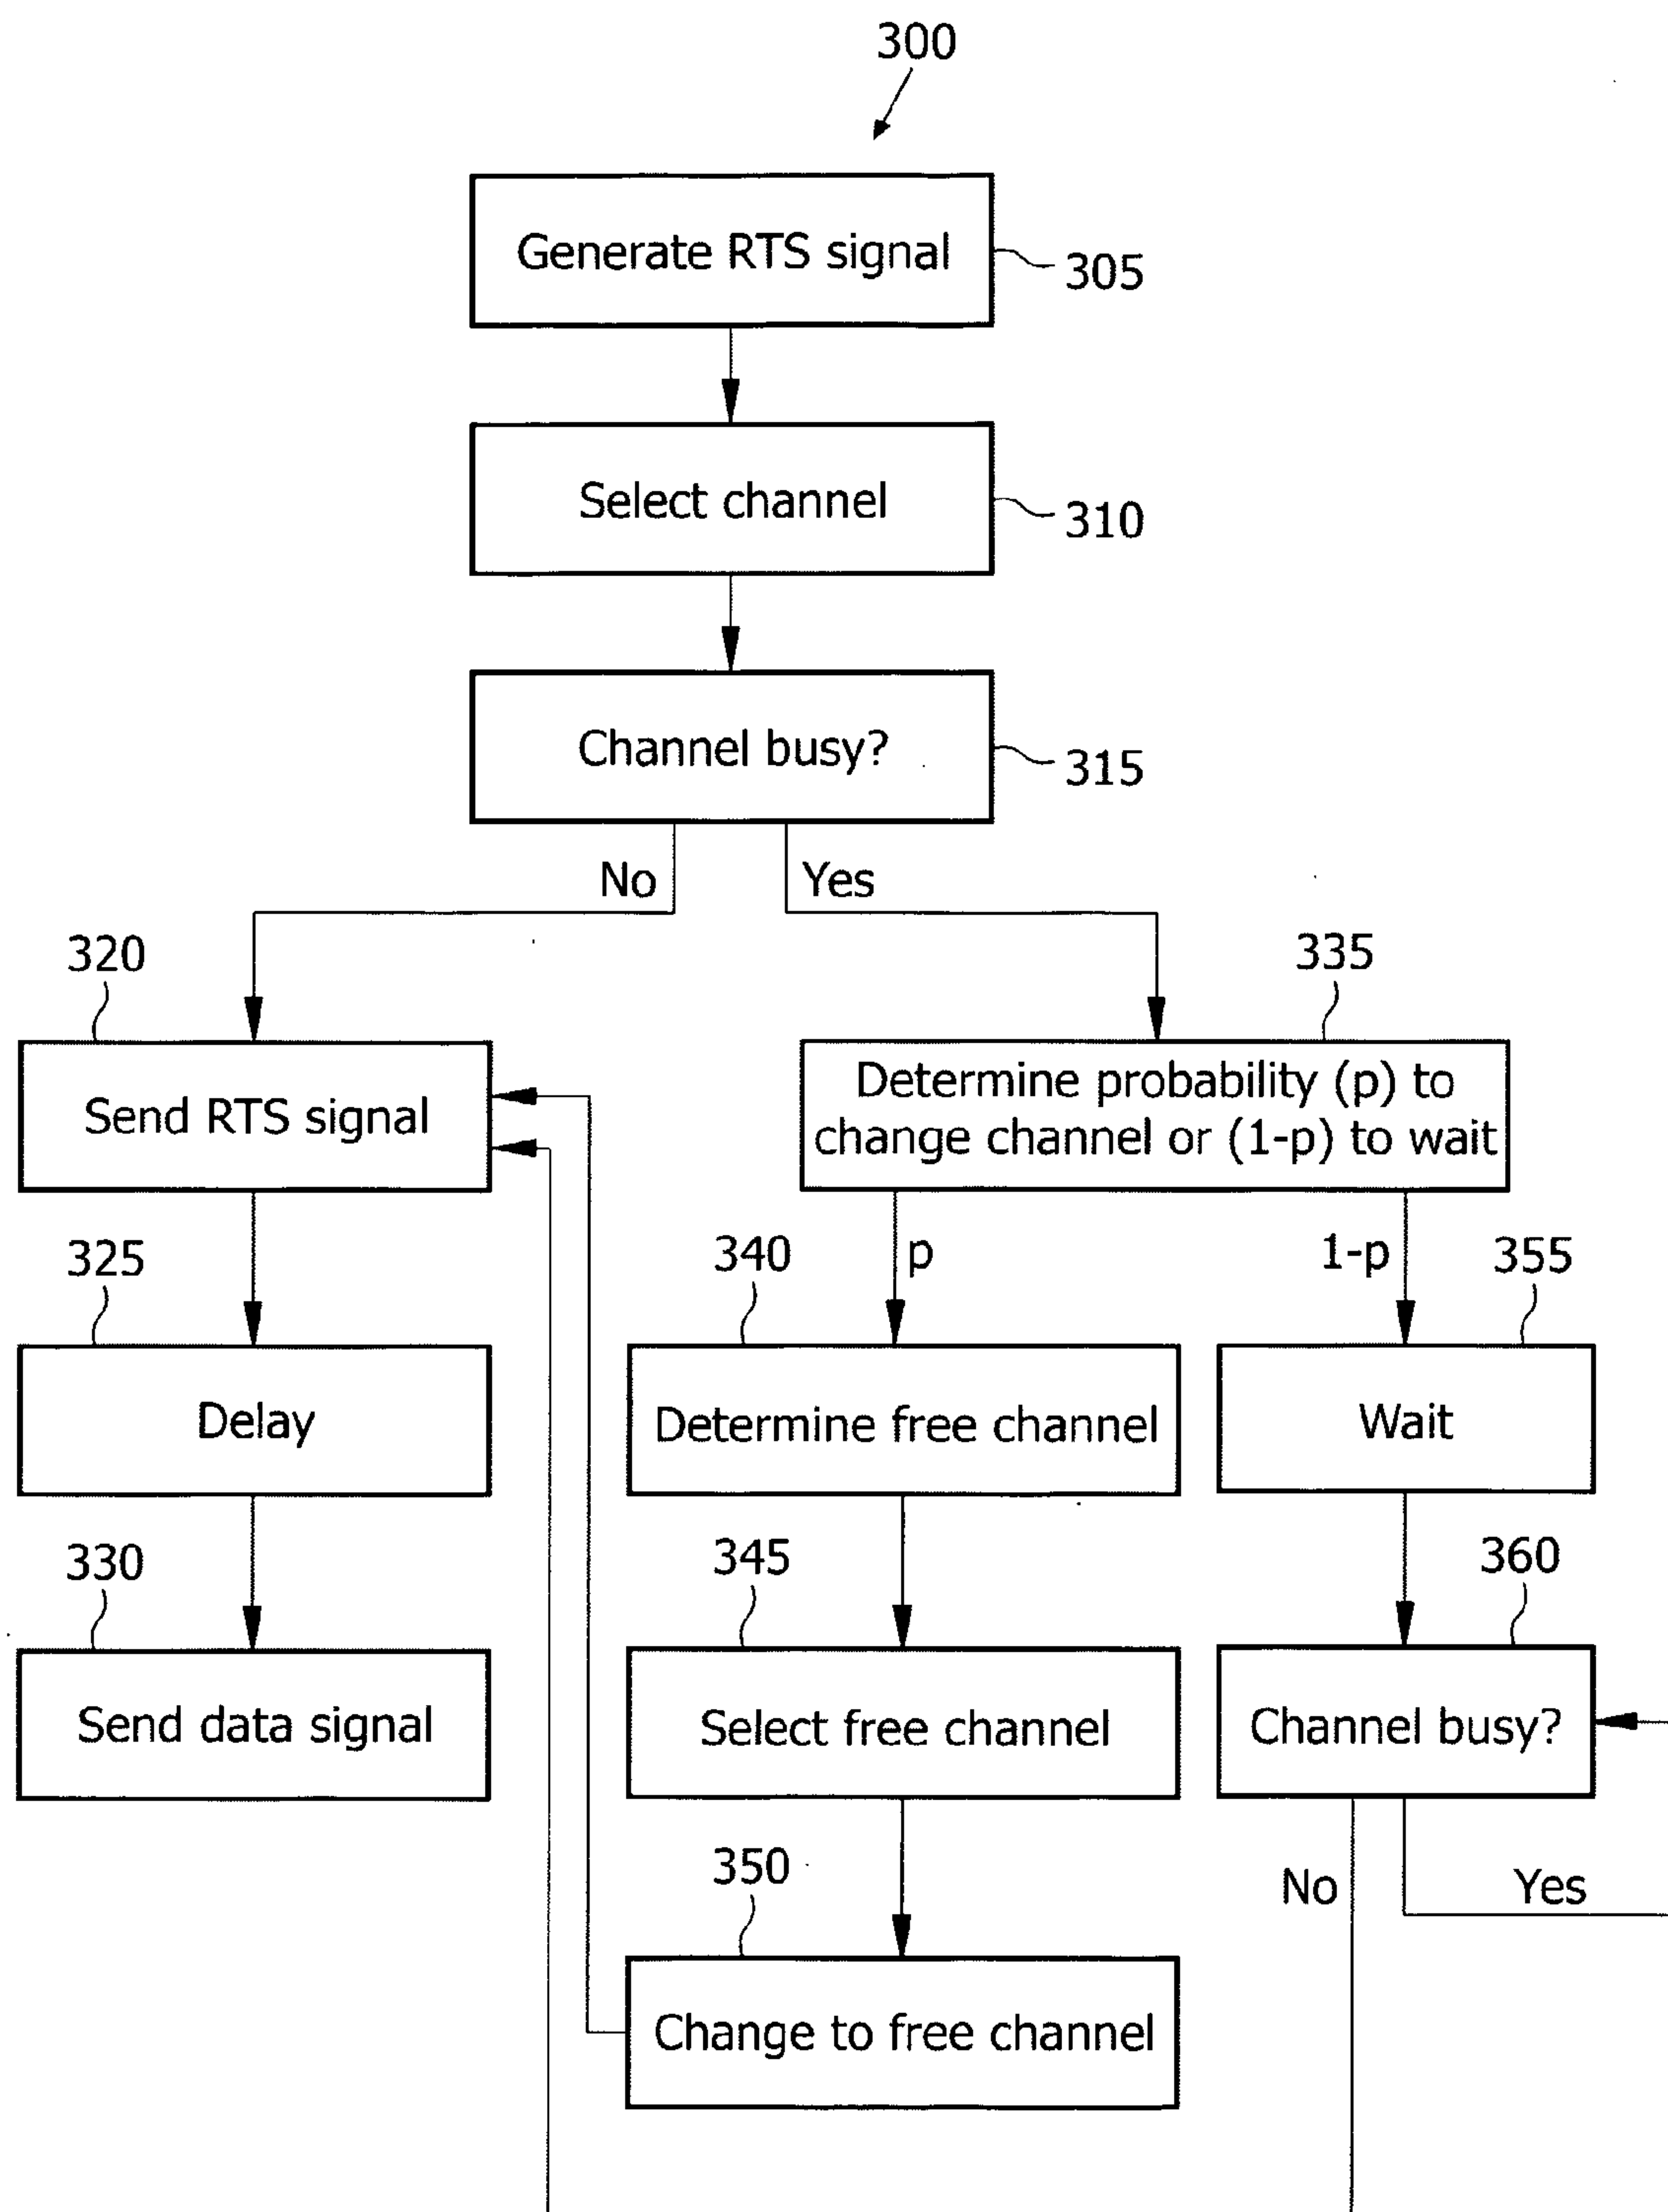 300
Generate RTS signal
305
Select channel
310
Channel busy?
315
No
Yes
320
335
Send RTS signal
Determine probability (p) to
change channel or (1-p) to wait
325
340
p
1-p
355
Delay
Determine free channel
Wait
330
345
360
Send data signal
Select free channel
Channel busy?
350
No
Yes
Change to free channel